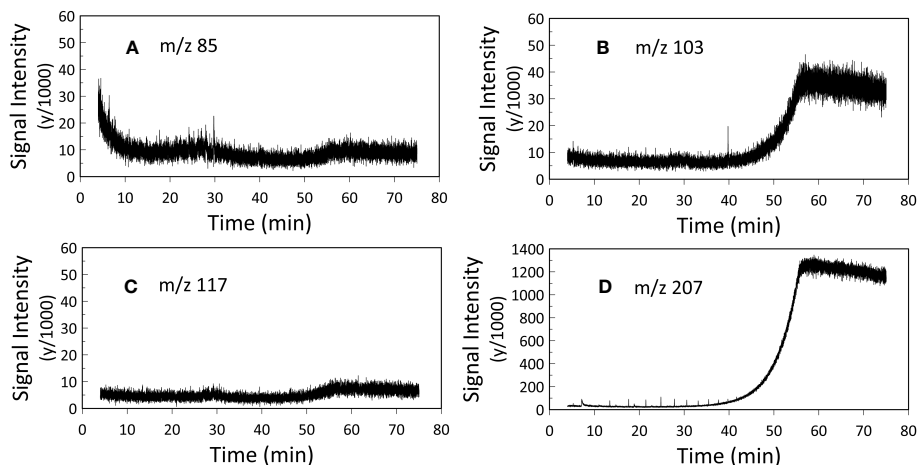 A m/z 85
Signal Intensity
(y/1000)
60
50
40
30
20
10
0
0 10 20 30 40 50 60 70 80
Time (min)
B m/z 103
Signal Intensity
(y/1000)
60
50
40
30
20
10
0
0 10 20 30 40 50 60 70 80
Time (min)
C m/z 117
Signal Intensity
(y/1000)
60
50
40
30
20
10
0
0 10 20 30 40 50 60 70 80
Time (min)
D m/z 207
Signal Intensity
(y/1000)
1400
1200
1000
800
600
400
200
0
0 10 20 30 40 50 60 70 80
Time (min)